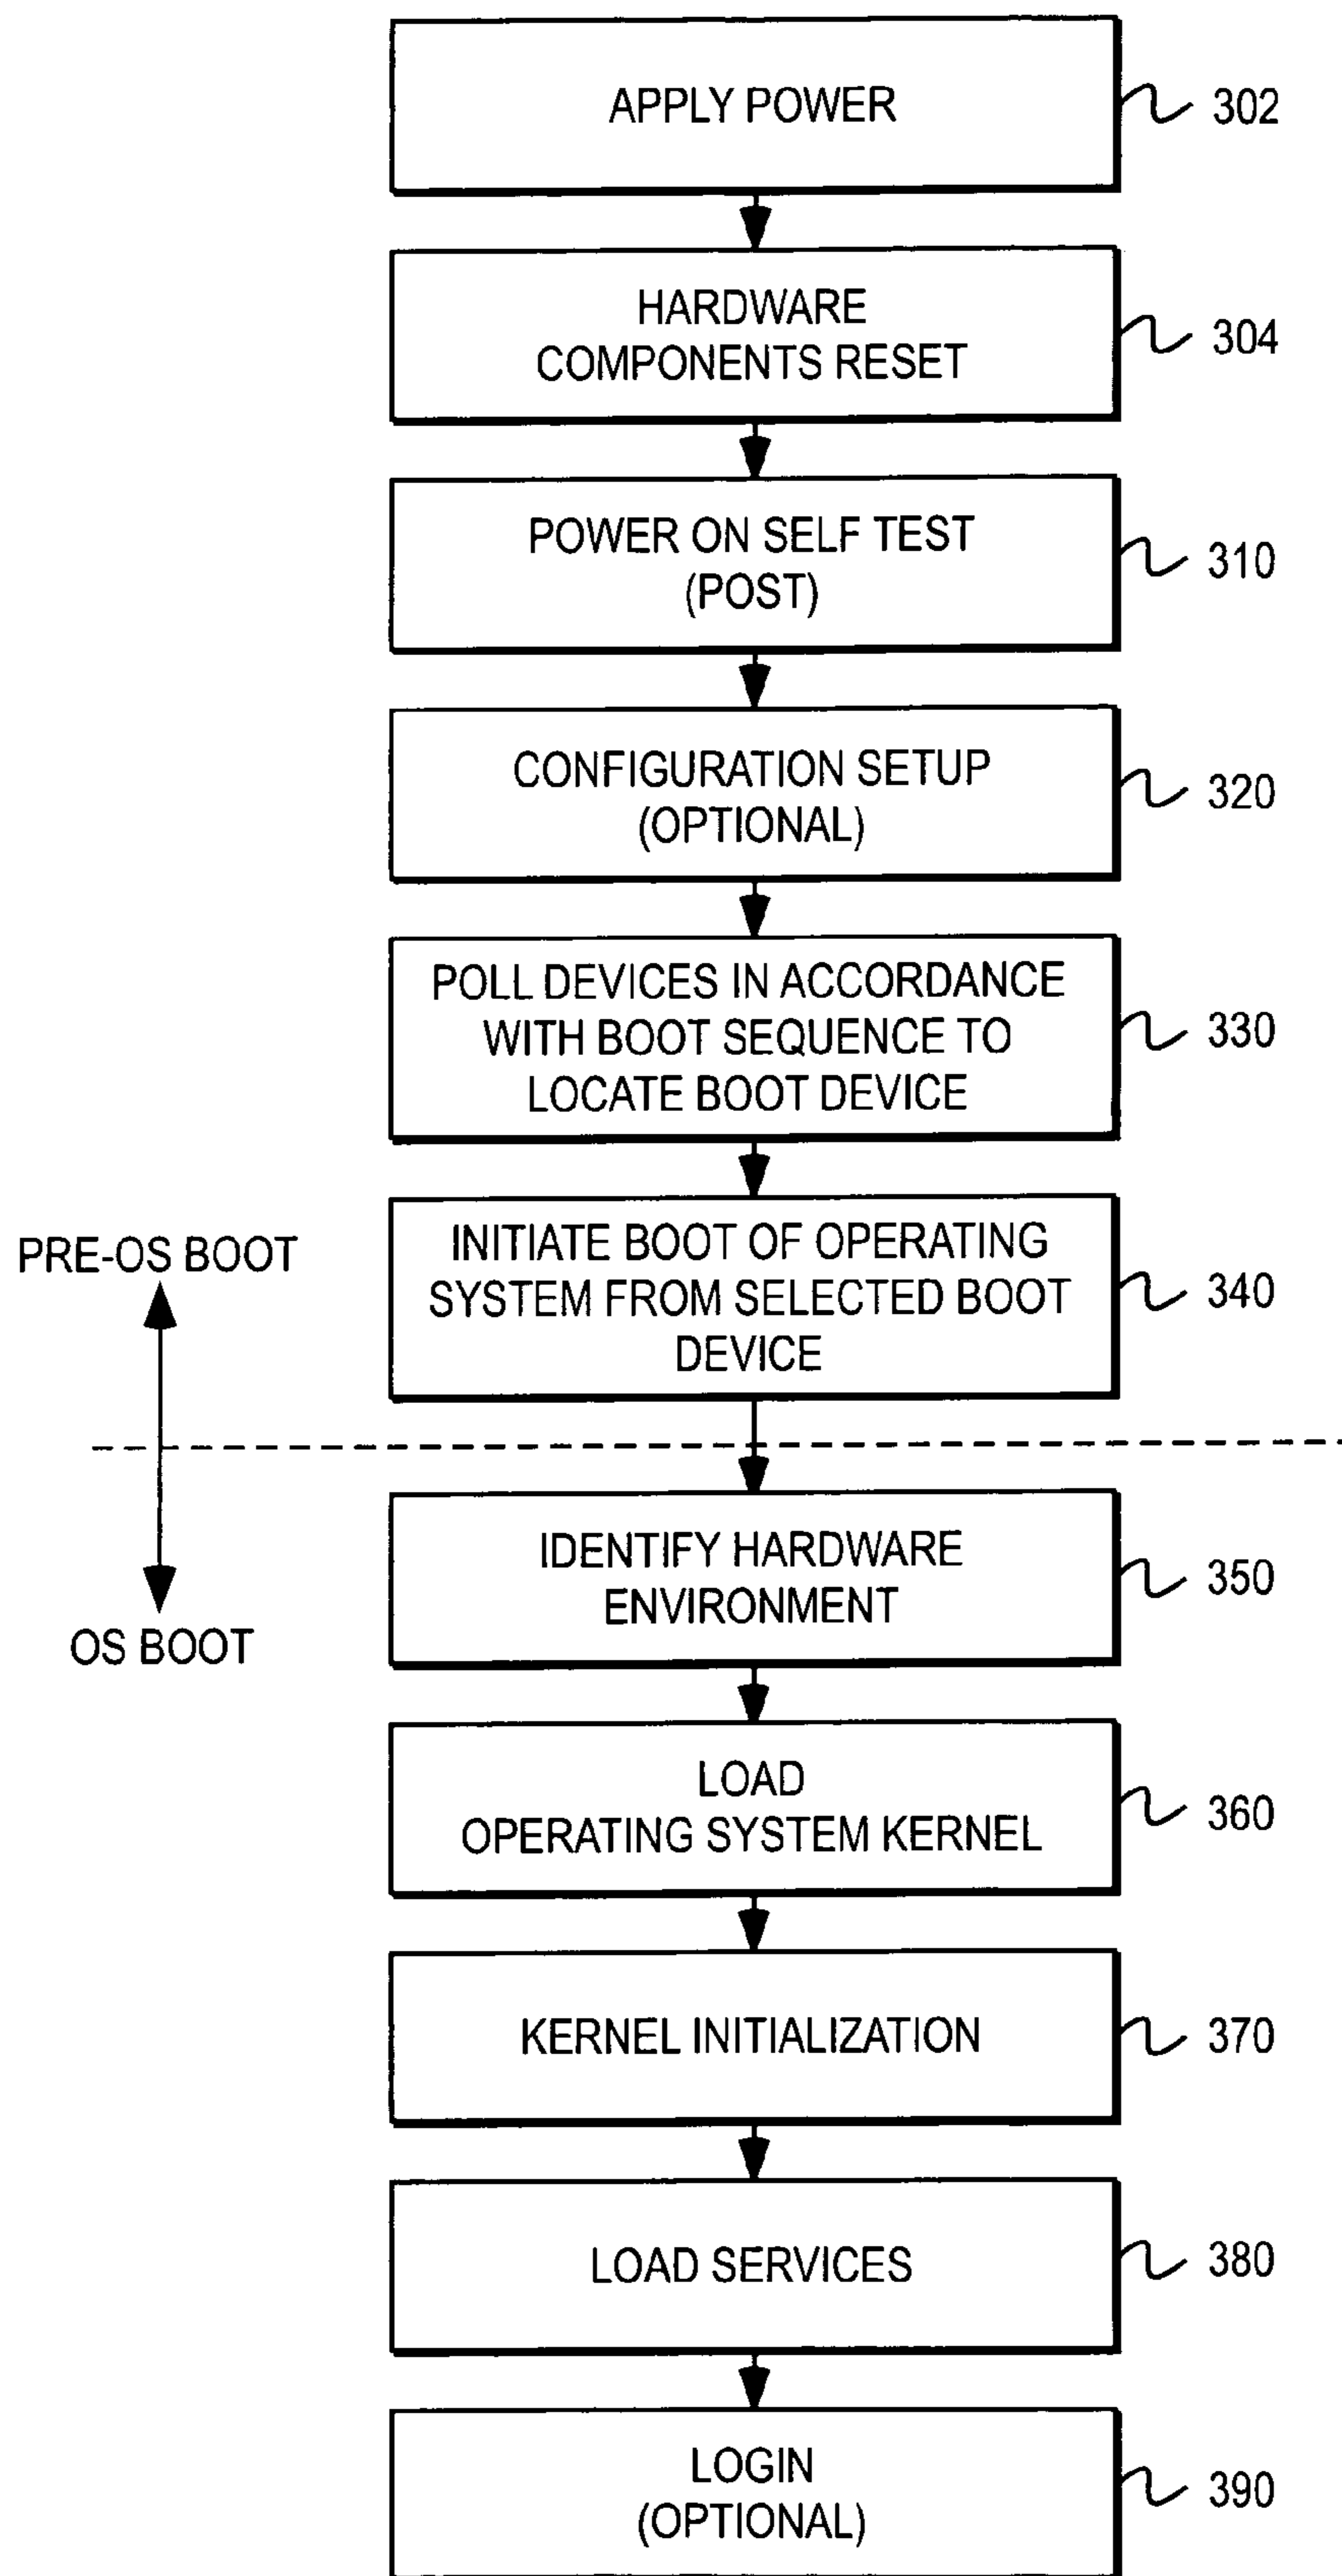 APPLY POWER
302
HARDWARE
COMPONENTS RESET
304
POWER ON SELF TEST
(POST)
310
CONFIGURATION SETUP
(OPTIONAL)
320
POLL DEVICES IN ACCORDANCE
WITH BOOT SEQUENCE TO
LOCATE BOOT DEVICE
330
PRE-OS BOOT
INITIATE BOOT OF OPERATING
SYSTEM FROM SELECTED BOOT
DEVICE
340
IDENTIFY HARDWARE
ENVIRONMENT
350
OS BOOT
LOAD
OPERATING SYSTEM KERNEL
360
KERNEL INITIALIZATION
370
LOAD SERVICES
380
LOGIN
(OPTIONAL)
390